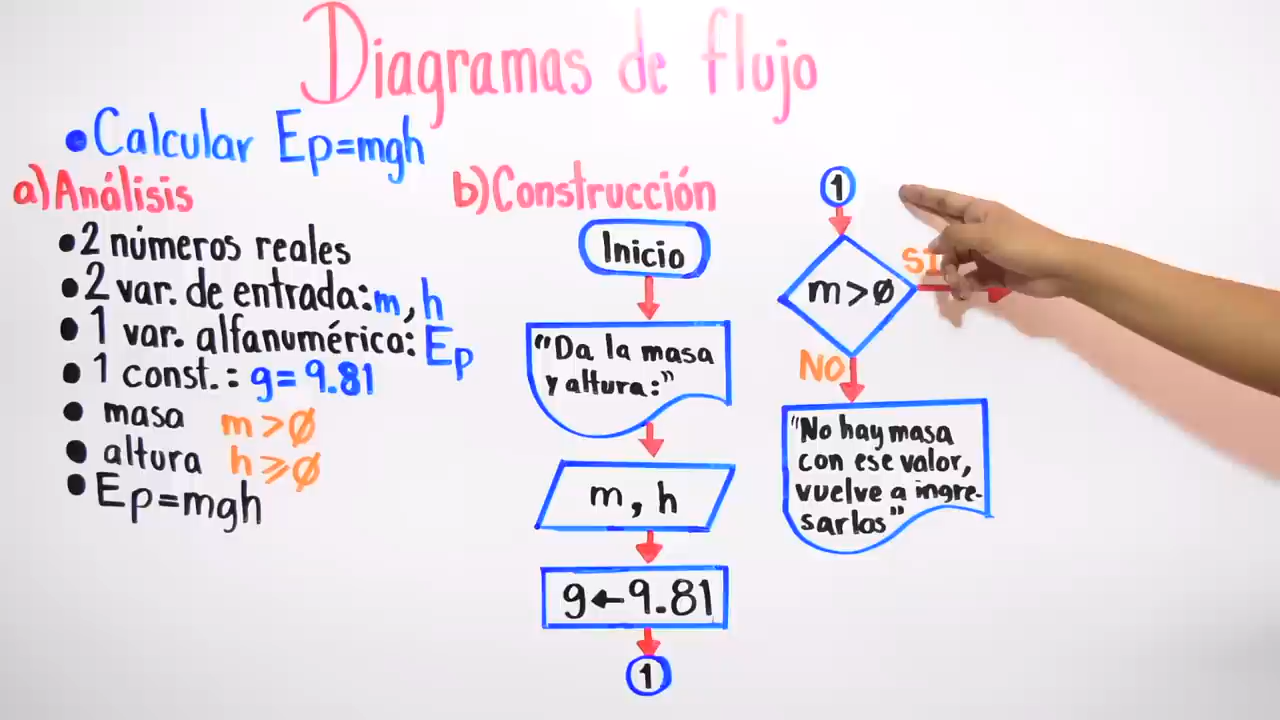 Diagramas de flujo
• Calcular Ep=mgh
a) Análisis
• 2 números reales
• 2 var. de entrada: m, h
• 1 var. alfanumérica: Ep
• 1 const.: g= 9.81
• masa m>Ø
• altura h≥Ø
• Ep=mgh
b) Construcción
Inicio
"Da la masa
y altura:"
m, h
g←9.81
1
1
m>Ø
SI
NO
"No hay masa
con ese valor,
vuelve a ingre-
sarlos"